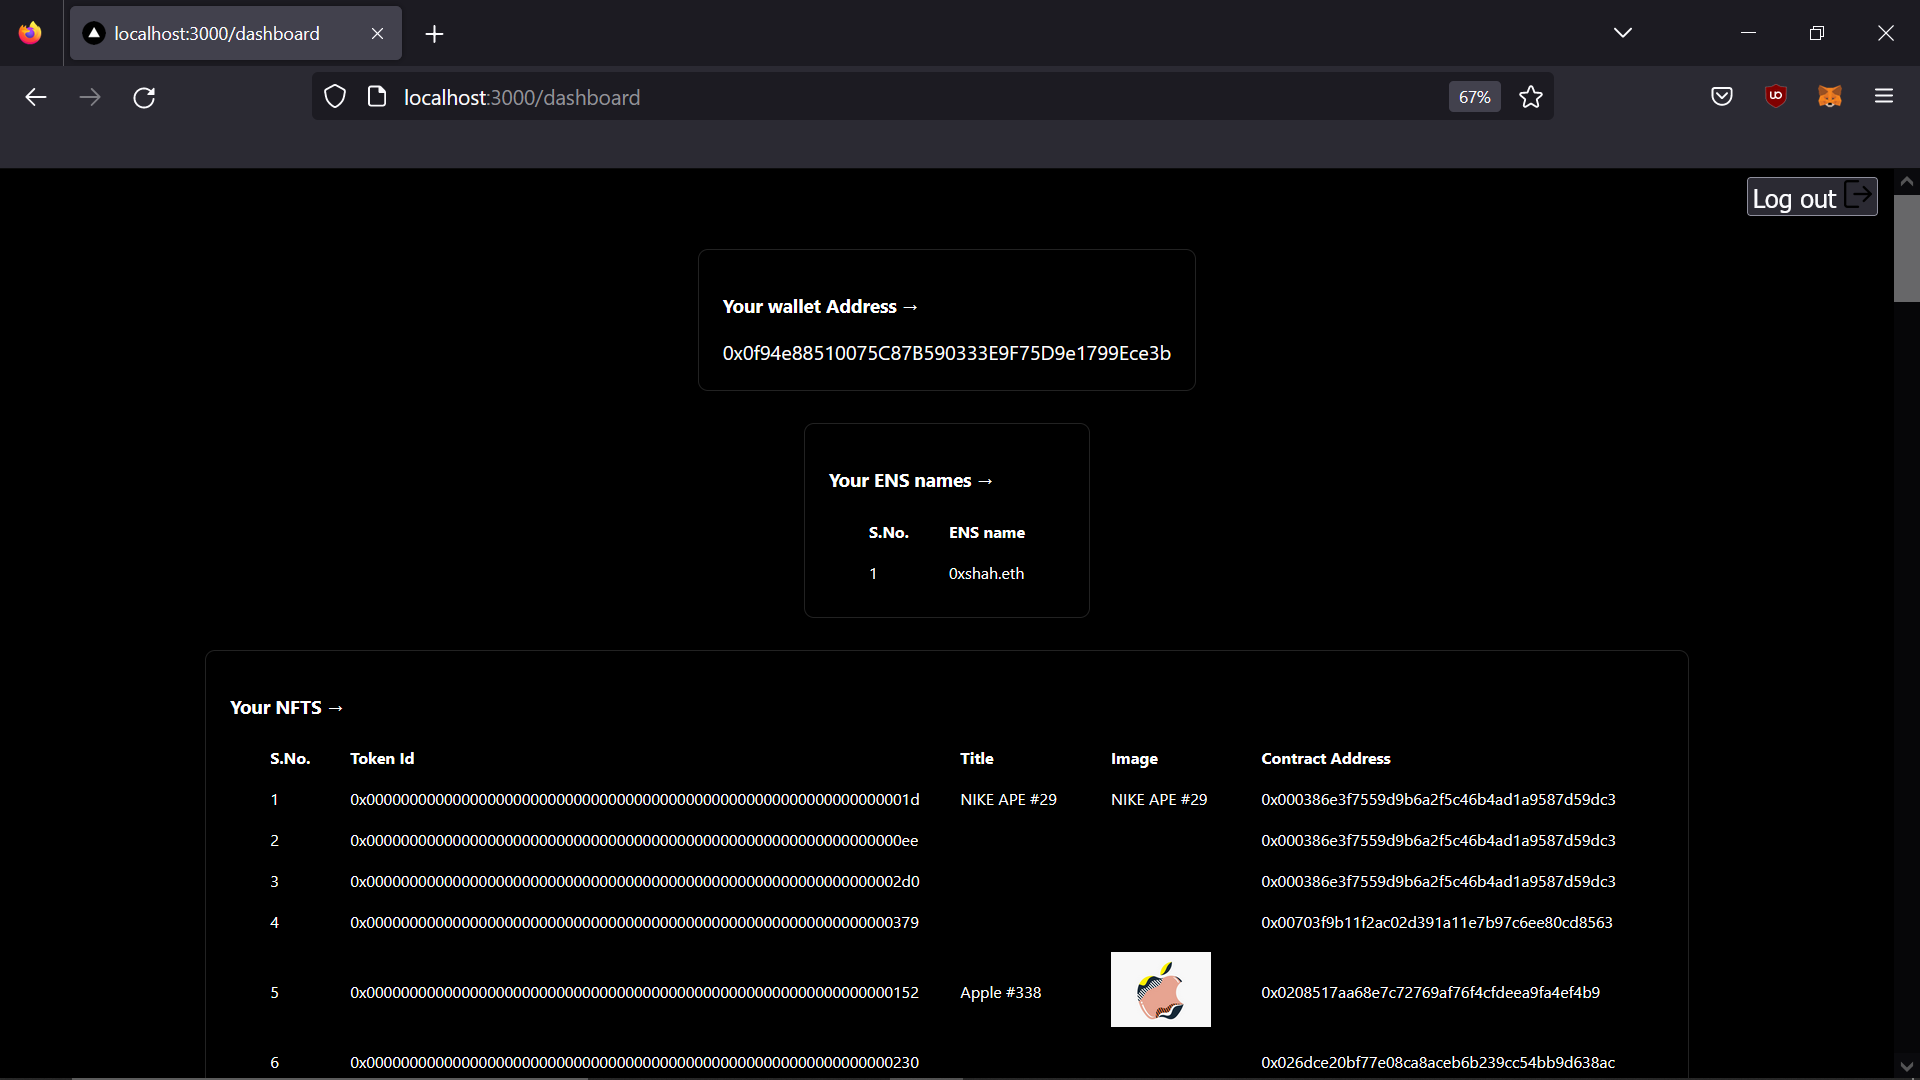 localhost:3000/dashboard
localhost:3000/dashboard
67%
Log out
Your wallet Address →
0x0f94e88510075C87B590333E9F75D9e1799Ece3b
Your ENS names →
S.No. ENS name
1 0xshah.eth
Your NFTS →
S.No. Token Id Title Image Contract Address
1 0x000000000000000000000000000000000000000000000000000000000000001d NIKE APE #29 NIKE APE #29 0x000386e3f7559d9b6a2f5c46b4ad1a9587d59dc3
2 0x00000000000000000000000000000000000000000000000000000000000000ee 0x000386e3f7559d9b6a2f5c46b4ad1a9587d59dc3
3 0x00000000000000000000000000000000000000000000000000000000000002d0 0x000386e3f7559d9b6a2f5c46b4ad1a9587d59dc3
4 0x0000000000000000000000000000000000000000000000000000000000000379 0x00703f9b11f2ac02d391a11e7b97c6ee80cd8563
5 0x0000000000000000000000000000000000000000000000000000000000000152 Apple #338 0x0208517aa68e7c72769af76f4cfdeea9fa4ef4b9
6 0x0000000000000000000000000000000000000000000000000000000000000230 0x026dce20bf77e08ca8aceb6b239cc54bb9d638ac